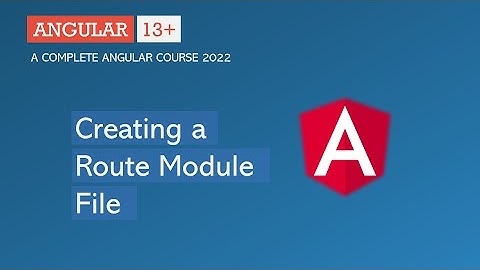 ANGULAR 13+
A COMPLETE ANGULAR COURSE 2022
Creating a
Route Module
File
A